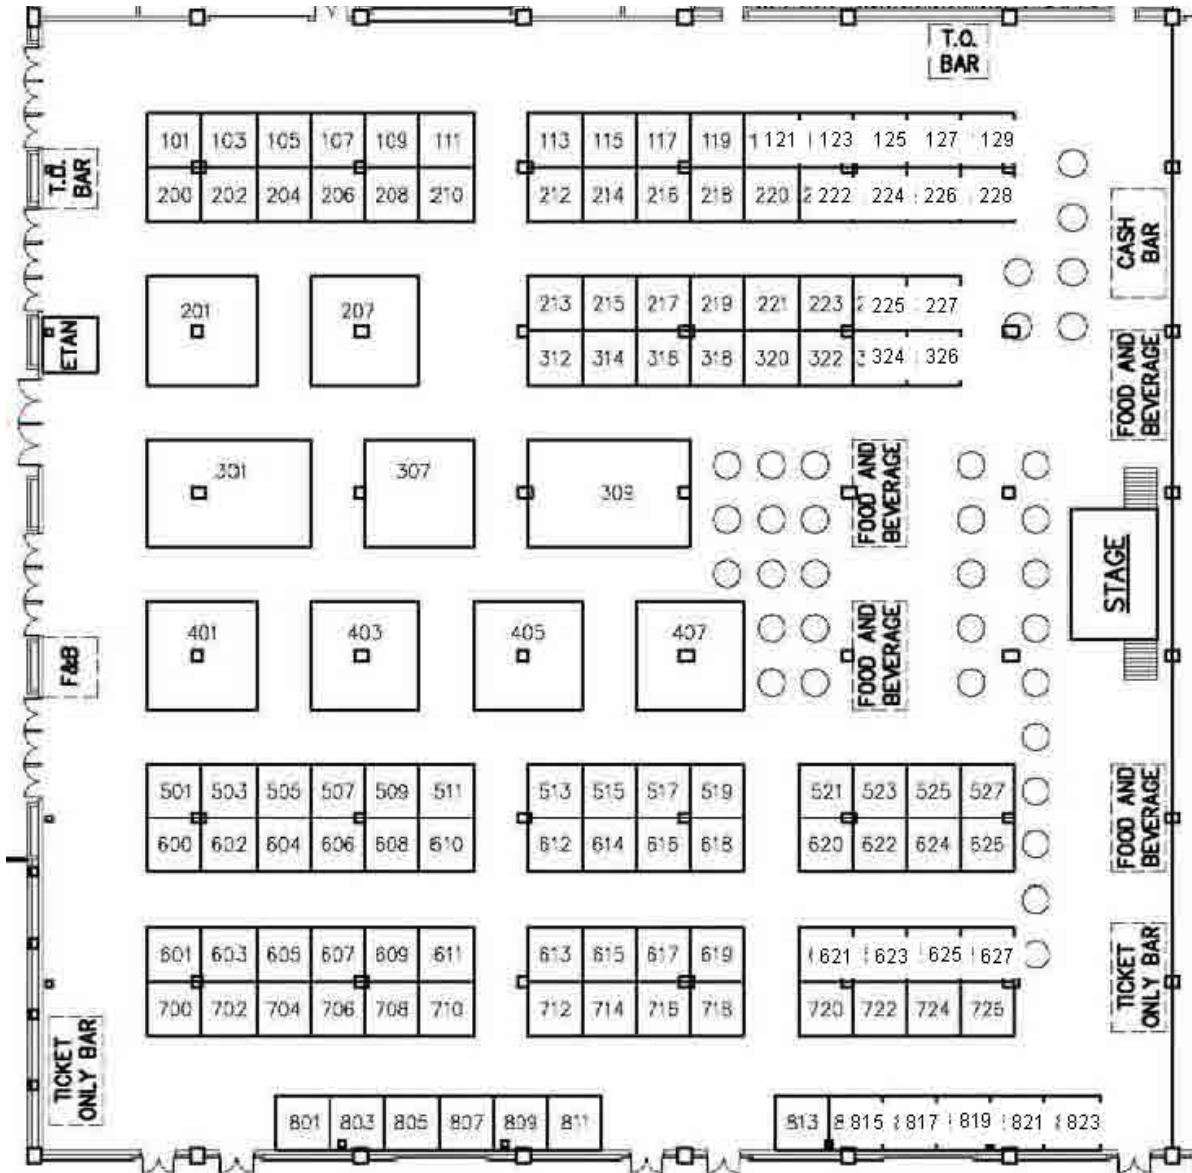 T.O.
BAR
101 103 105 107 109 111 113 115 117 119 121 123 125 127 129
T.O.
BAR
200 202 204 206 208 210 212 214 216 218 220 222 224 226 228
CASH
BAR
201 207 213 215 217 219 221 223 225 227
ETAN
312 314 316 318 320 322 324 326
FOOD AND
BEVERAGE
301 307 309
FOOD AND
BEVERAGE
STAGE
401 403 405 407
FOOD AND
BEVERAGE
F&B
501 503 505 507 509 511 513 515 517 519 521 523 525 527
600 602 604 606 608 610 612 614 616 618 620 622 624 626
FOOD AND
BEVERAGE
601 603 605 607 609 611 613 615 617 619 621 623 625 627
700 702 704 706 708 710 712 714 716 718 720 722 724 726
TICKET
ONLY BAR
TICKET
ONLY BAR
801 803 805 807 809 811 813 815 817 819 821 823